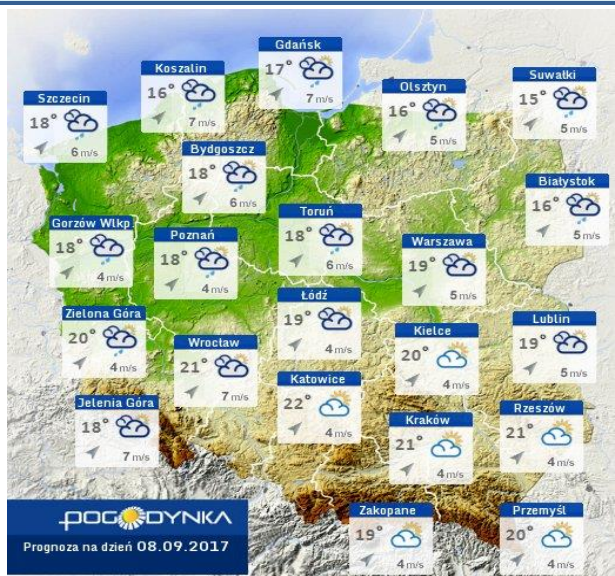 Gdańsk
17°
7 m/s
Koszalin
16°
7 m/s
Suwałki
15°
5 m/s
Olsztyn
16°
5 m/s
Szczecin
18°
6 m/s
Bydgoszcz
18°
6 m/s
Białystok
16°
5 m/s
Toruń
18°
6 m/s
Gorzów Wlkp
18°
4 m/s
Poznań
18°
4 m/s
Warszawa
19°
5 m/s
Łódź
19°
4 m/s
Zielona Góra
20°
4 m/s
Lublin
19°
5 m/s
Kielce
20°
4 m/s
Wrocław
21°
7 m/s
Katowice
22°
4 m/s
Jelenia Góra
18°
7 m/s
Rzeszów
21°
4 m/s
Kraków
21°
4 m/s
Zakopane
19°
4 m/s
Przemyśl
20°
4 m/s
POGODYNKA
Prognoza na dzień 08.09.2017